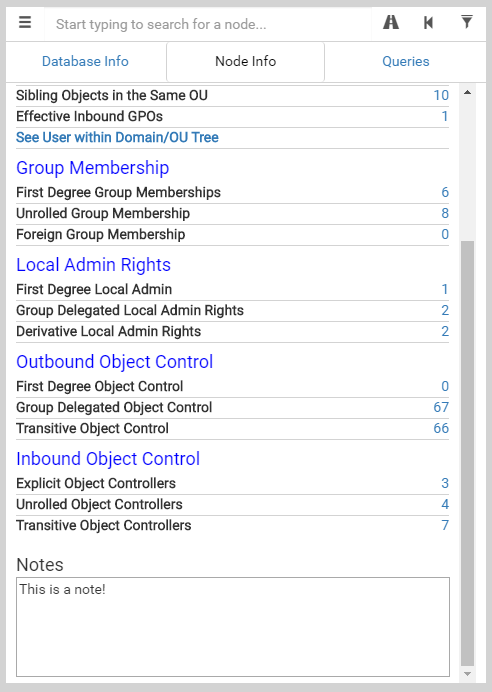 Start typing to search for a node...
Database Info Node Info Queries
Sibling Objects in the Same OU 10
Effective Inbound GPOs 1
See User within Domain/OU Tree
Group Membership
First Degree Group Memberships 6
Unrolled Group Membership 8
Foreign Group Membership 0
Local Admin Rights
First Degree Local Admin 1
Group Delegated Local Admin Rights 2
Derivative Local Admin Rights 2
Outbound Object Control
First Degree Object Control 0
Group Delegated Object Control 67
Transitive Object Control 66
Inbound Object Control
Explicit Object Controllers 3
Unrolled Object Controllers 4
Transitive Object Controllers 7
Notes
This is a note!